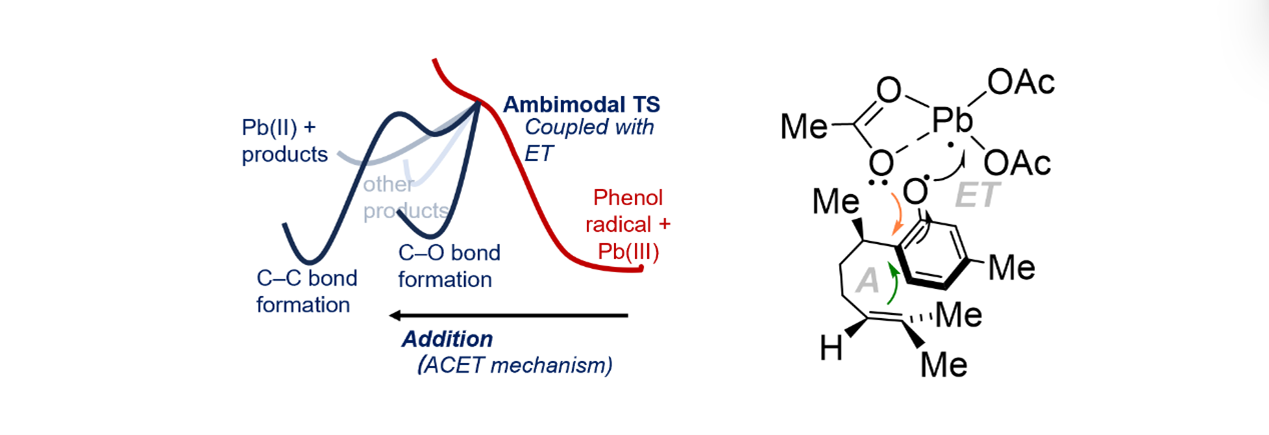 Ambimodal TS
Coupled with
ET
Pb(II) +
products
other
products
Phenol
radical +
Pb(III)
C–O bond
formation
C–C bond
formation
Addition
(ACET mechanism)
O
OAc
Me
Pb
O
OAc
O
ET
Me
A
Me
Me
H
Me